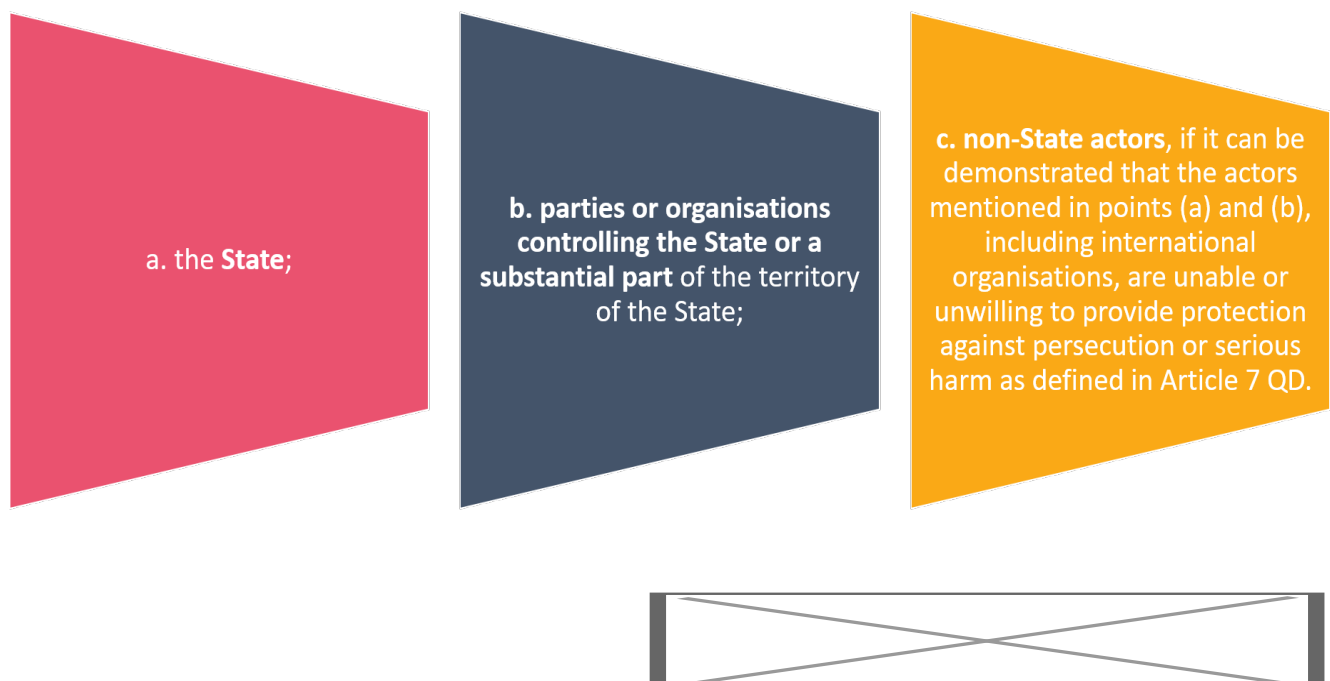 a. the State;
b. parties or organisations
controlling the State or a
substantial part of the territory
of the State;
c. non-State actors, if it can be
demonstrated that the actors
mentioned in points (a) and (b),
including international
organisations, are unable or
unwilling to provide protection
against persecution or serious
harm as defined in Article 7 QD.